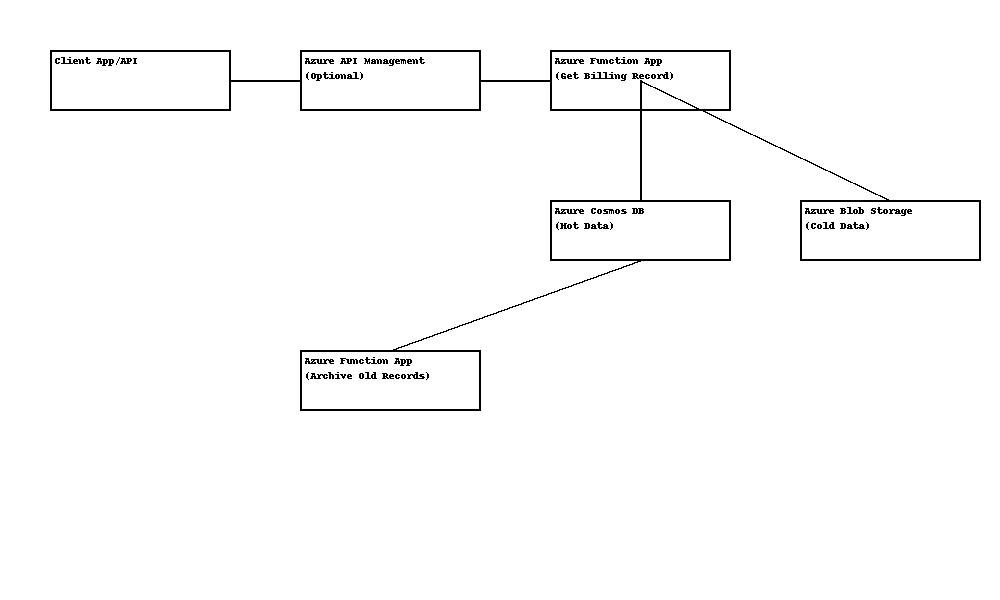 Client App/API
Azure API Management
(Optional)
Azure Function App
(Get Billing Record)
Azure Cosmos DB
(Hot Data)
Azure Blob Storage
(Cold Data)
Azure Function App
(Archive Old Records)